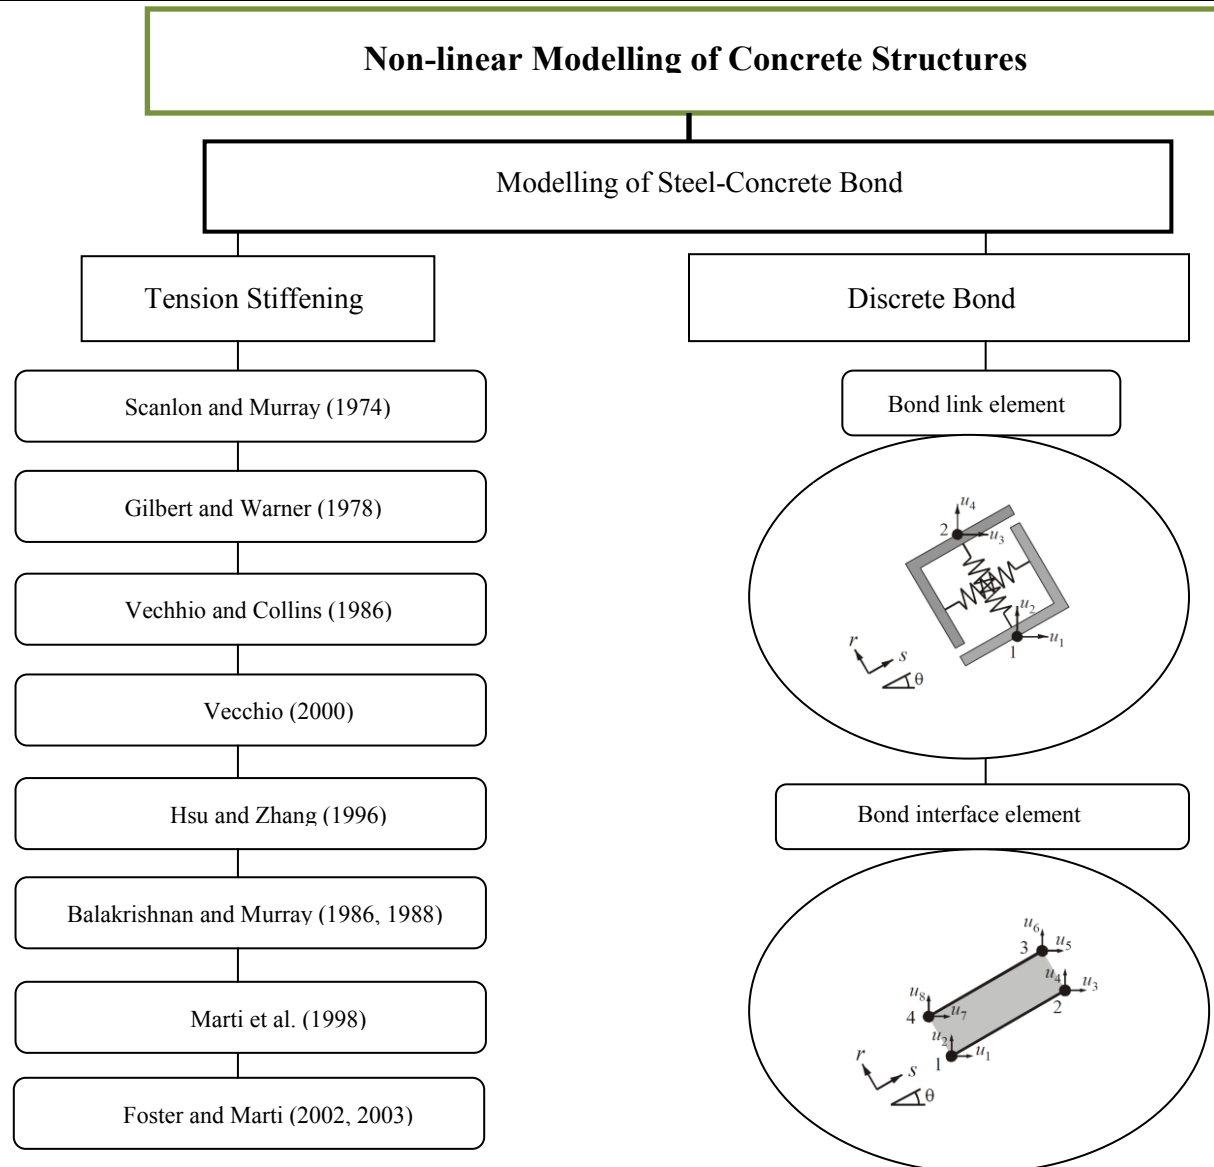 Non-linear Modelling of Concrete Structures
Modelling of Steel-Concrete Bond
Tension Stiffening
Scanlon and Murray (1974)
Gilbert and Warner (1978)
Vechhio and Collins (1986)
Vecchio (2000)
Hsu and Zhang (1996)
Balakrishnan and Murray (1986, 1988)
Marti et al. (1998)
Foster and Marti (2002, 2003)
Discrete Bond
Bond link element
u4
2
u3
u2
1
u1
r
s
θ
Bond interface element
u6
3
u5
u4
u3
2
u8
4
u7
u2
1
u1
r
s
θ